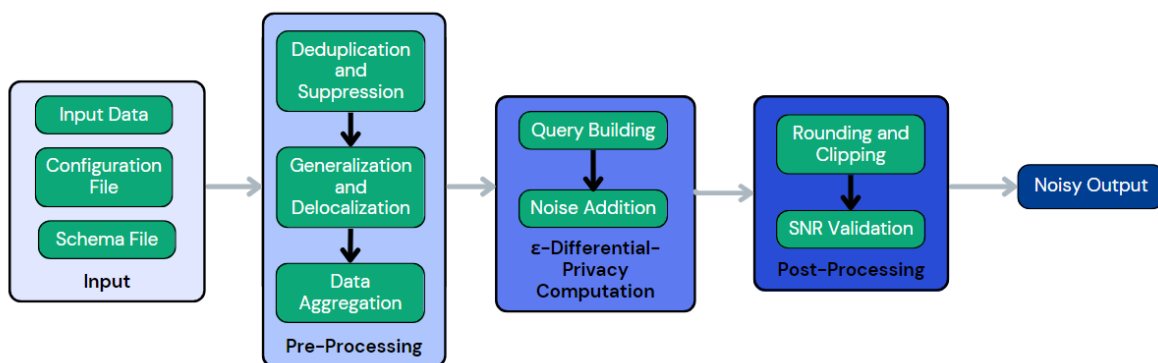 Input Data
Configuration
File
Schema File
Input
Deduplication
and
Suppression
Generalization
and
Delocalization
Data
Aggregation
Pre-Processing
Query Building
Noise Addition
ε-Differential-
Privacy
Computation
Rounding and
Clipping
SNR Validation
Post-Processing
Noisy Output